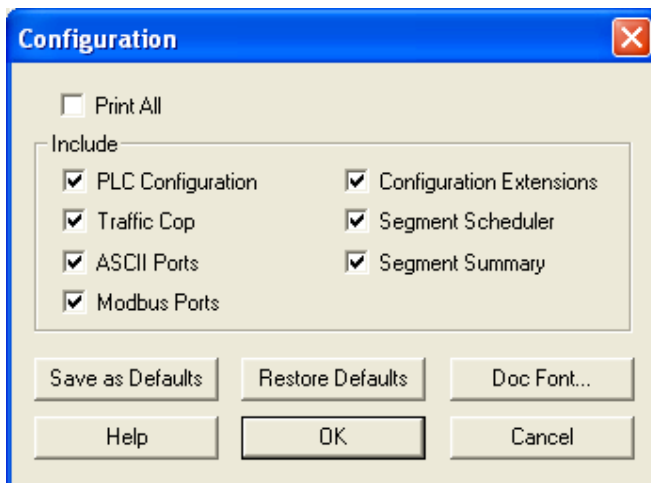 Configuration
Print All
Include
PLC Configuration
Configuration Extensions
Traffic Cop
Segment Scheduler
ASCII Ports
Segment Summary
Modbus Ports
Save as Defaults
Restore Defaults
Doc Font...
Help
OK
Cancel